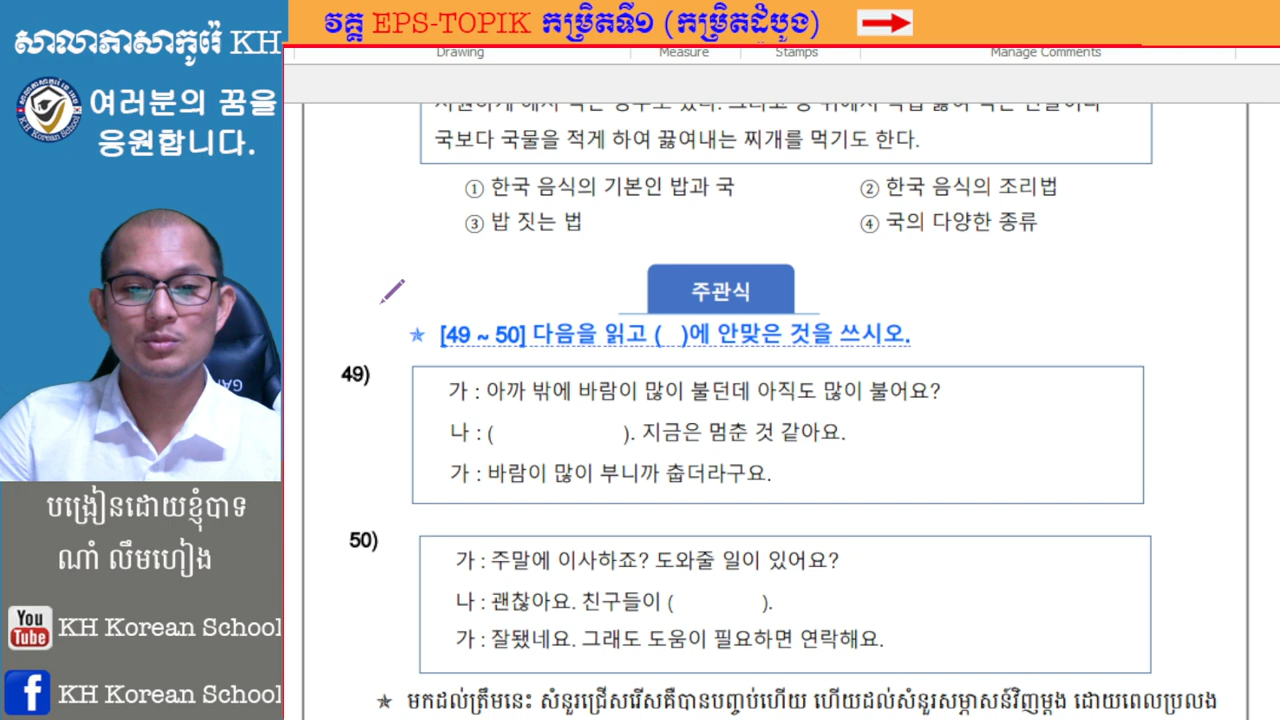 សាលាភាសាកូរ៉េ KH
여러분의 꿈을
응원합니다.
វគ្គ EPS-TOPIK កម្រិតទី១ (កម្រិតដំបូង)
Drawing Measure Stamps Manage Comments
국보다 국물을 적게 하여 끓여내는 찌개를 먹기도 한다.
① 한국 음식의 기본인 밥과 국 ② 한국 음식의 조리법
③ 밥 짓는 법 ④ 국의 다양한 종류
주관식
[49 ~ 50] 다음을 읽고 ( )에 안맞은 것을 쓰시오.
49)
가 : 아까 밖에 바람이 많이 불던데 아직도 많이 불어요?
나 : ( ). 지금은 멈춘 것 같아요.
가 : 바람이 많이 부니까 춥더라구요.
50)
가 : 주말에 이사하죠? 도와줄 일이 있어요?
나 : 괜찮아요. 친구들이 ( ).
가 : 잘됐네요. 그래도 도움이 필요하면 연락해요.
មកដល់ត្រឹមនេះ សំនួរជ្រើសរើសគឺបានបញ្ចប់ហើយ ហើយដល់សំនួរសម្ភាសន៍វិញម្ដង ដោយពេលប្រលង
បង្រៀនដោយខ្ញុំបាទ
ណាំ លឹមហៀង
You Tube KH Korean School
f KH Korean School